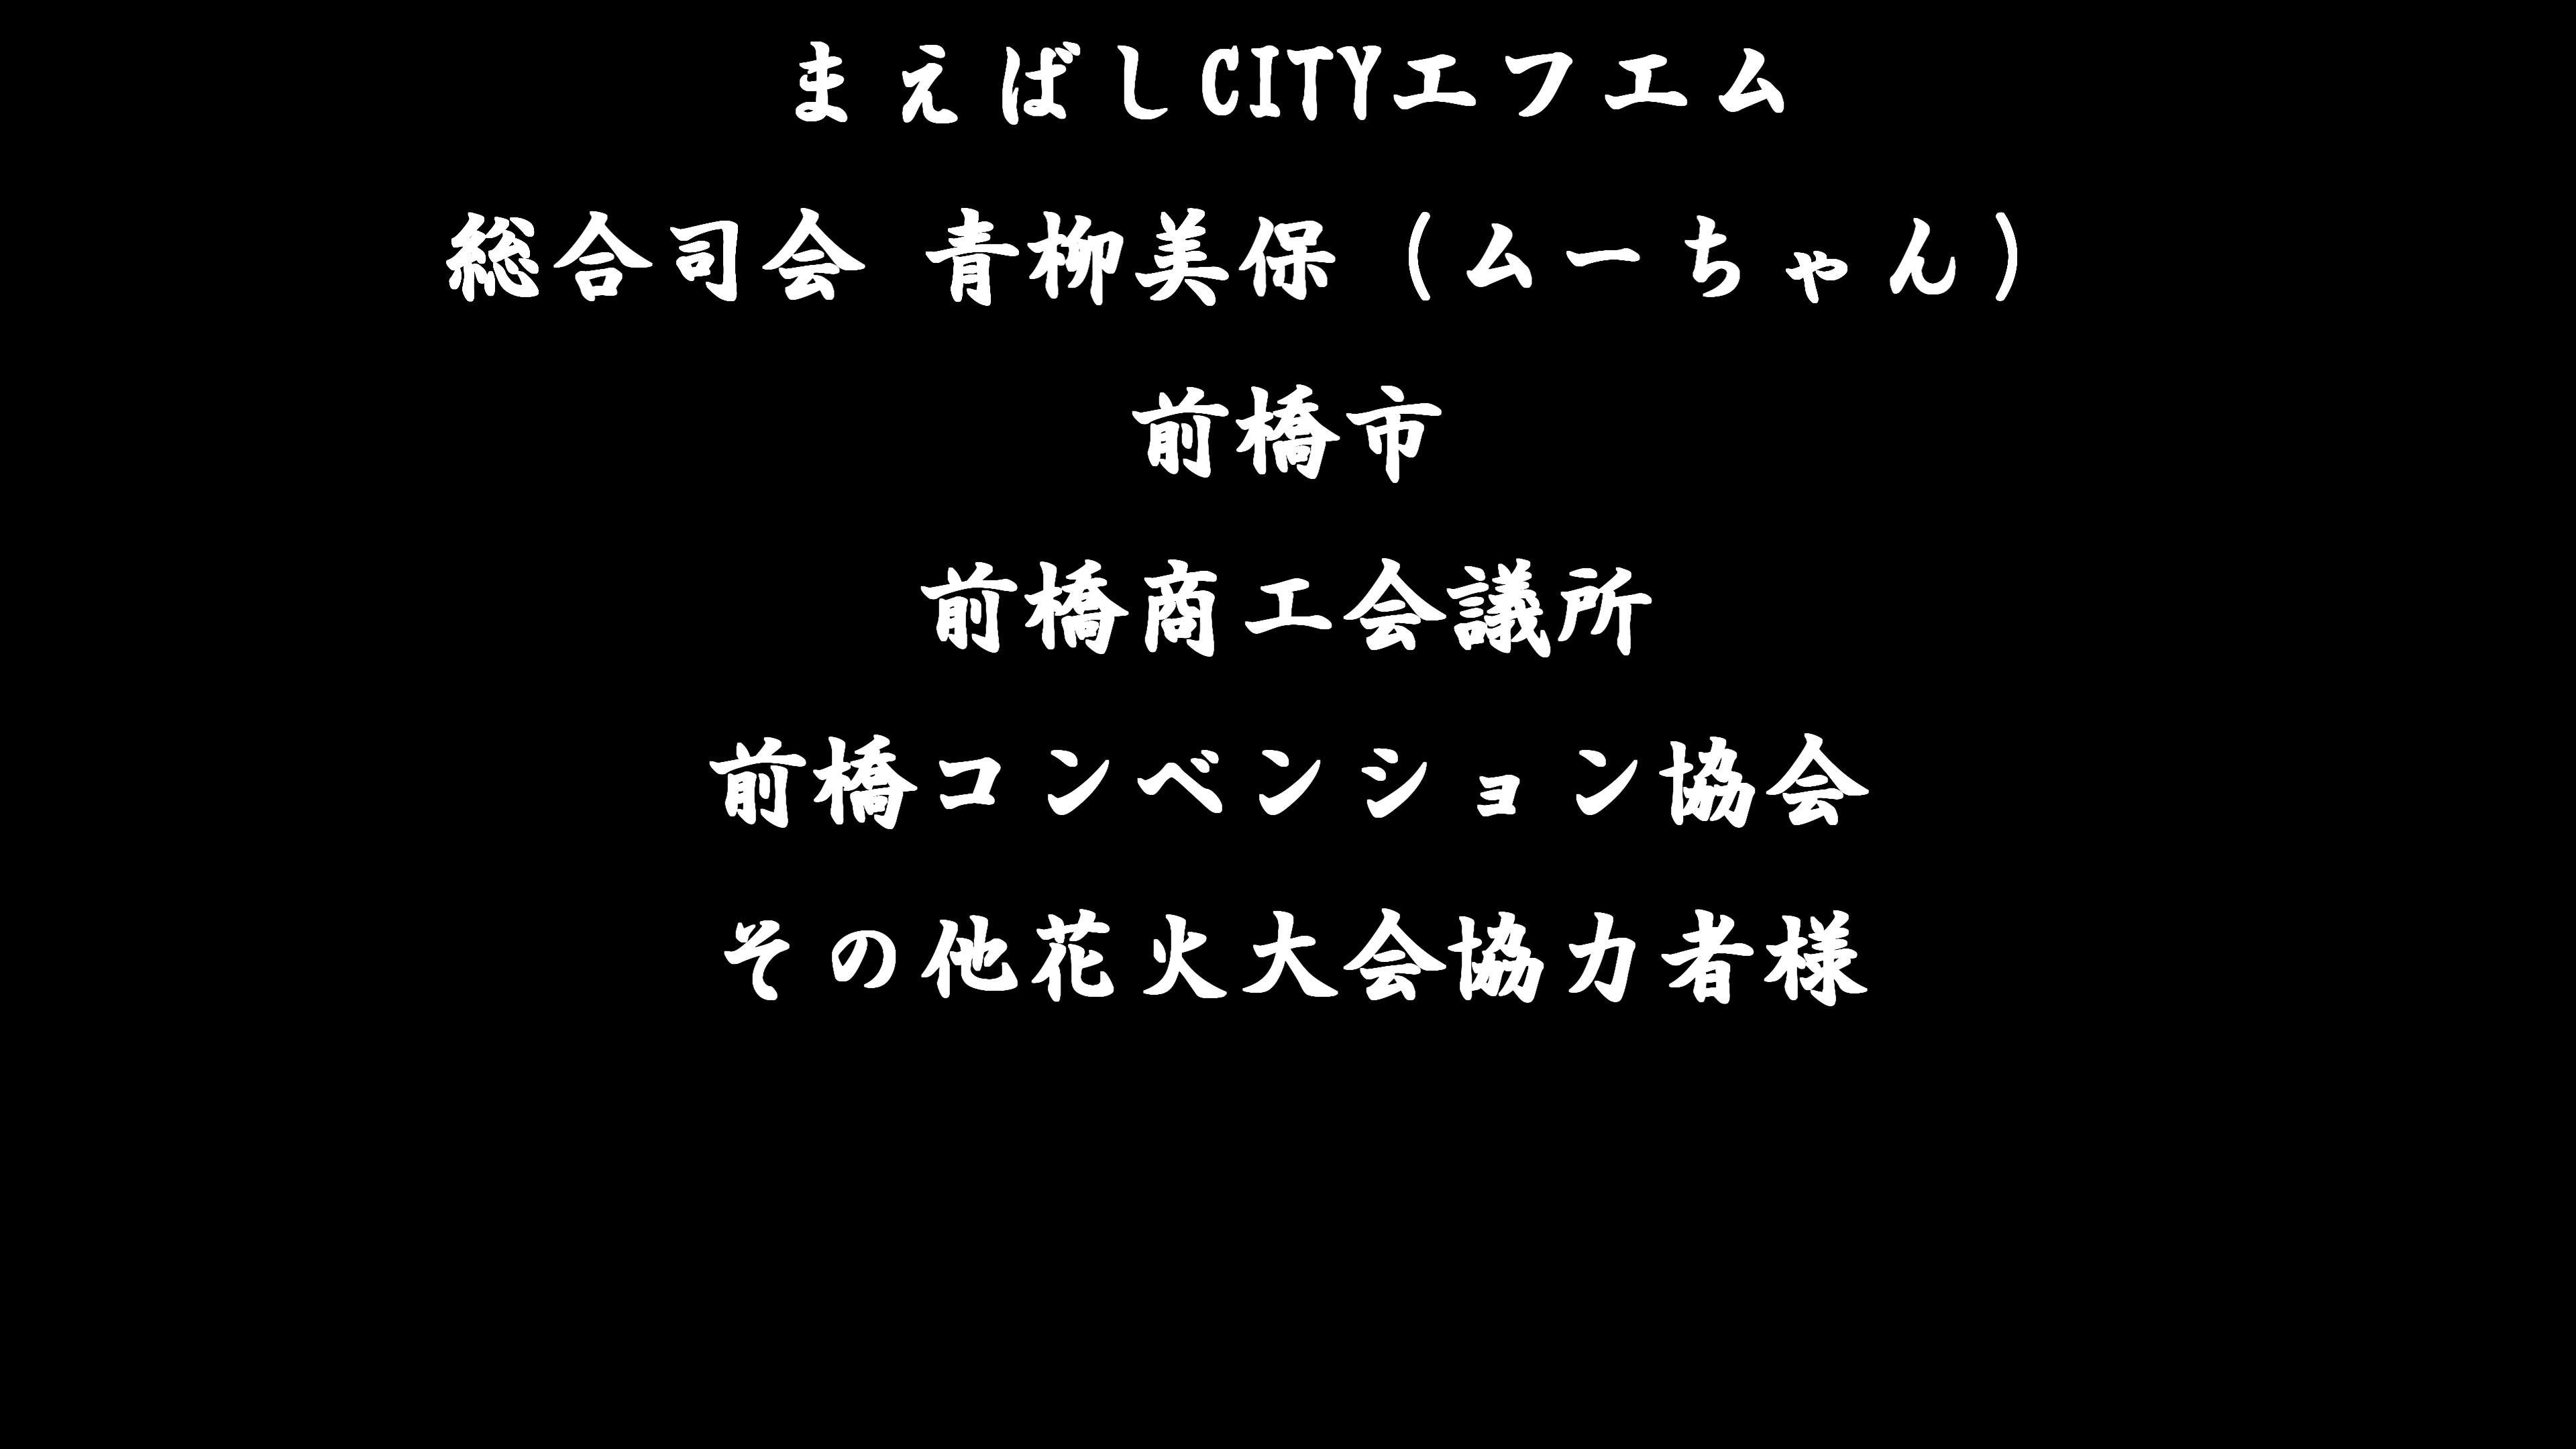 まえばしCITYエフエム
総合司会 青柳美保（ムーちゃん）
前橋市
前橋商工会議所
前橋コンベンション協会
その他花火大会協力者様